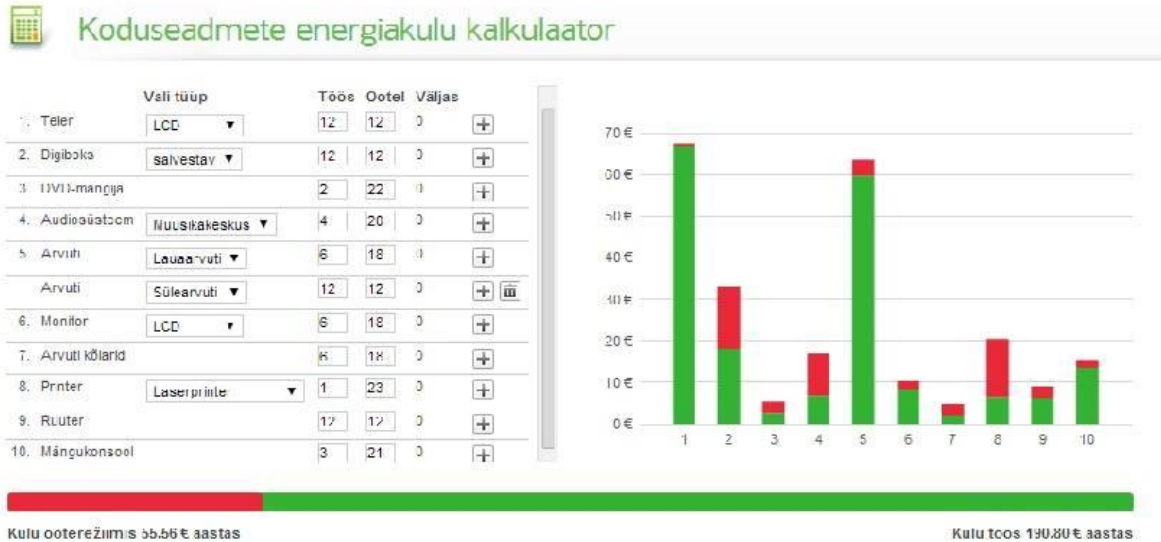 Koduseadmete energiakulu kalkulaator
Vali tüüp Töös Ootel Väljas
1. Teler LCD 12 12 0
2. Digiboks salvestav 12 12 0
3. DVD-mängija 2 22 0
4. Audiosüsteem Muusikakeskus 4 20 0
5. Arvuti Lauaarvuti 6 18 0
Arvuti Sülearvuti 12 12 0
6. Monitor LCD 6 18 0
7. Arvuti kõlarid 6 18 0
8. Printer Laserprinte 1 23 0
9. Ruuter 12 12 0
10. Mängukonsool 3 21 0
70 €
60 €
50 €
40 €
30 €
20 €
10 €
0 €
1 2 3 4 5 6 7 8 9 10
Kulu ooterežiimis 55.56 € aastas Kulu töös 190.80 € aastas